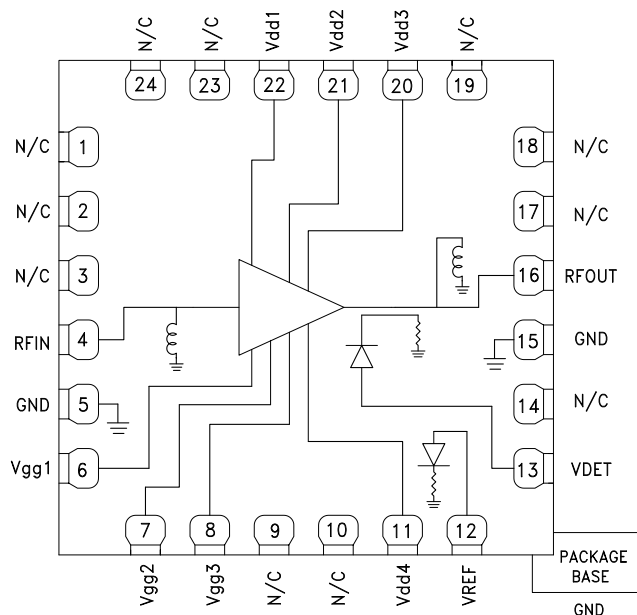 N/C N/C Vdd1 Vdd2 Vdd3 N/C
24 23 22 21 20 19
N/C 1 18 N/C
N/C 2 17 N/C
N/C 3 16 RFOUT
RFIN 4 15 GND
GND 5 14 N/C
Vgg1 6 13 VDET
7 8 9 10 11 12
Vgg2 Vgg3 N/C N/C Vdd4 VREF
PACKAGE
BASE
GND